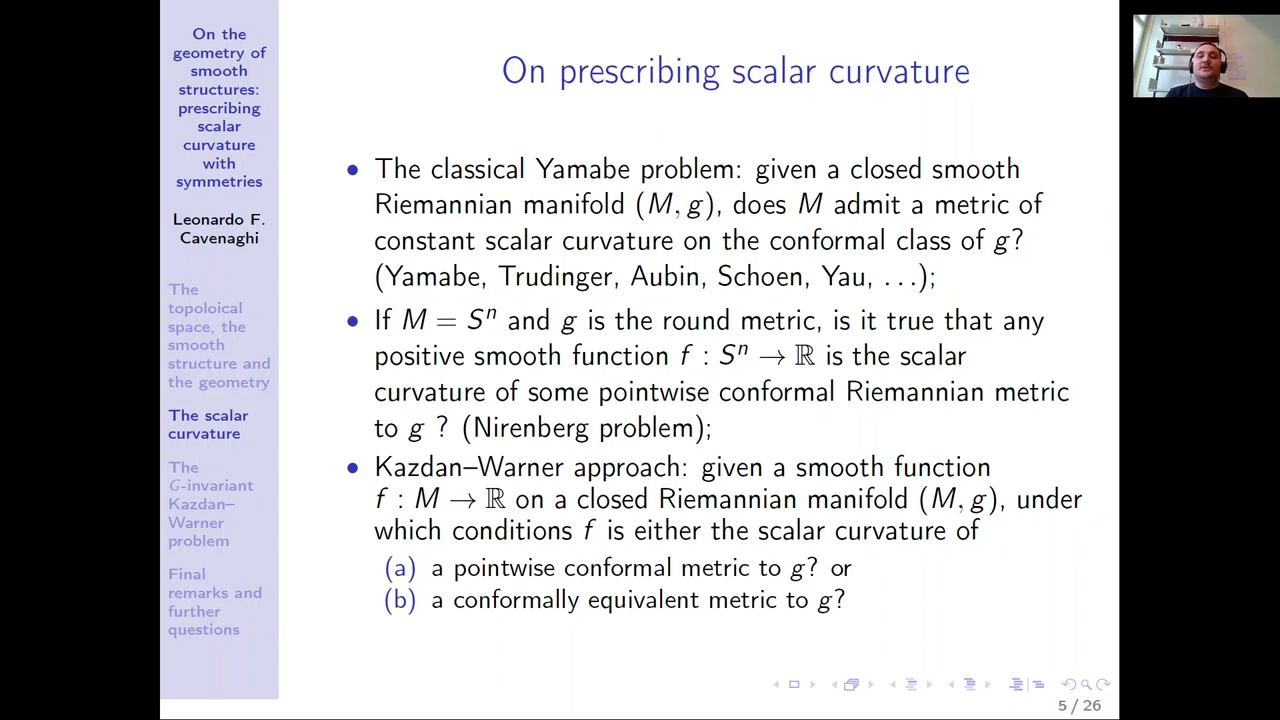 On the
geometry of
smooth
structures:
prescribing
scalar
curvature
with
symmetries
Leonardo F.
Cavenaghi
The
topoloical
space, the
smooth
structure and
the geometry
The scalar
curvature
The
G-invariant
Kazdan–
Warner
problem
Final
remarks and
further
questions
On prescribing scalar curvature
• The classical Yamabe problem: given a closed smooth
Riemannian manifold (M, g), does M admit a metric of
constant scalar curvature on the conformal class of g?
(Yamabe, Trudinger, Aubin, Schoen, Yau, ...);
• If M = Sⁿ and g is the round metric, is it true that any
positive smooth function f : Sⁿ → ℝ is the scalar
curvature of some pointwise conformal Riemannian metric
to g ? (Nirenberg problem);
• Kazdan–Warner approach: given a smooth function
f : M → ℝ on a closed Riemannian manifold (M, g), under
which conditions f is either the scalar curvature of
(a) a pointwise conformal metric to g? or
(b) a conformally equivalent metric to g?
5 / 26